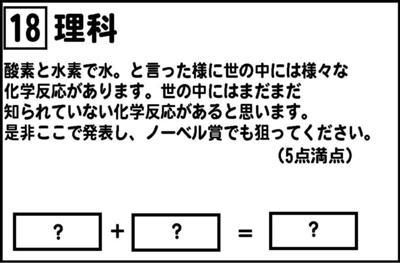 18 理科
酸素と水素で水。と言った様に世の中には様々な
化学反応があります。世の中にはまだまだ
知られていない化学反応があると思います。
是非ここで発表し、ノーベル賞でも狙ってください。
（5点満点）
? + ? = ?